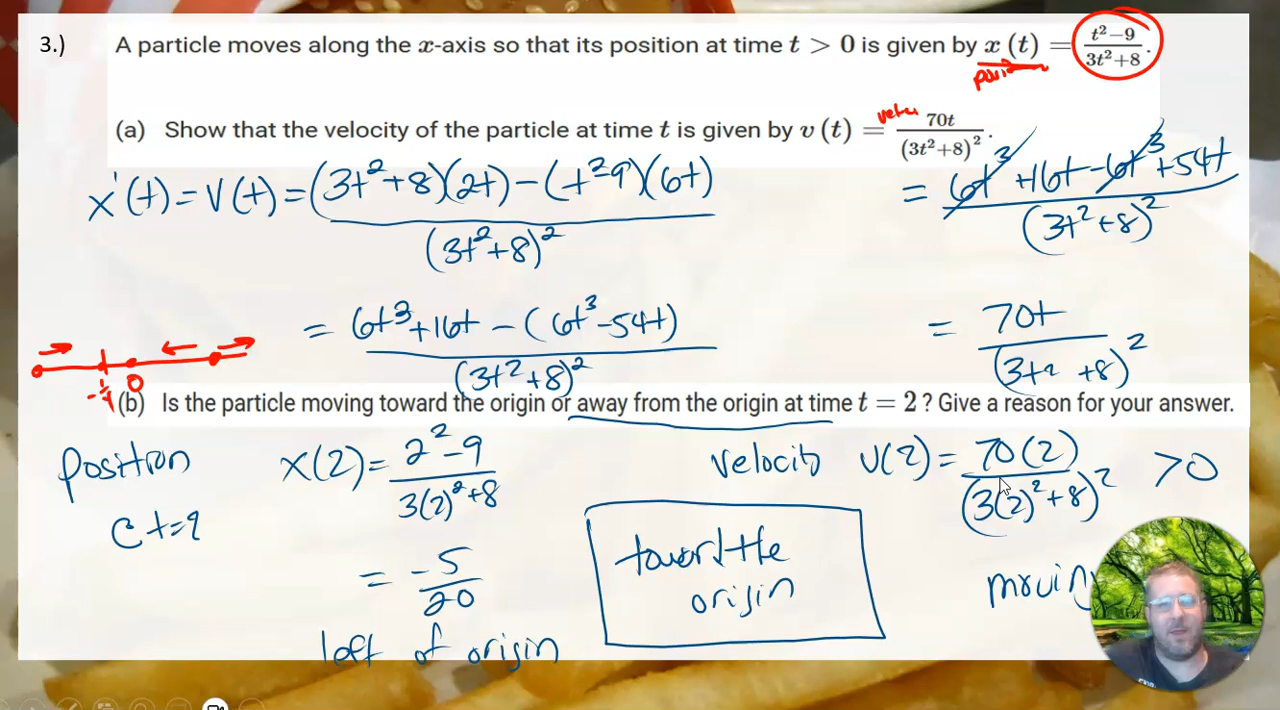 3.) A particle moves along the x-axis so that its position at time t > 0 is given by x (t) = t²−9 / 3t²+8 .
(a) Show that the velocity of the particle at time t is given by v (t) = 70t / (3t²+8)² .
x'(t) = v(t) = (3t²+8)(2t) − (t²9)(6t) / (3t²+8)²
= 6t³ +16t − 6t³ +54t / (3t²+8)²
= 6t³+16t − (6t³−54t) / (3t²+8)²
= 70t / (3t² +8)²
−1/4 0
(b) Is the particle moving toward the origin or away from the origin at time t = 2 ? Give a reason for your answer.
position x(2) = 2²−9 / 3(2)²+8
velocity v(2) = 70(2) / (3(2)²+8)² >0
= −5 / 20
toward the
origin
moving
left of origin